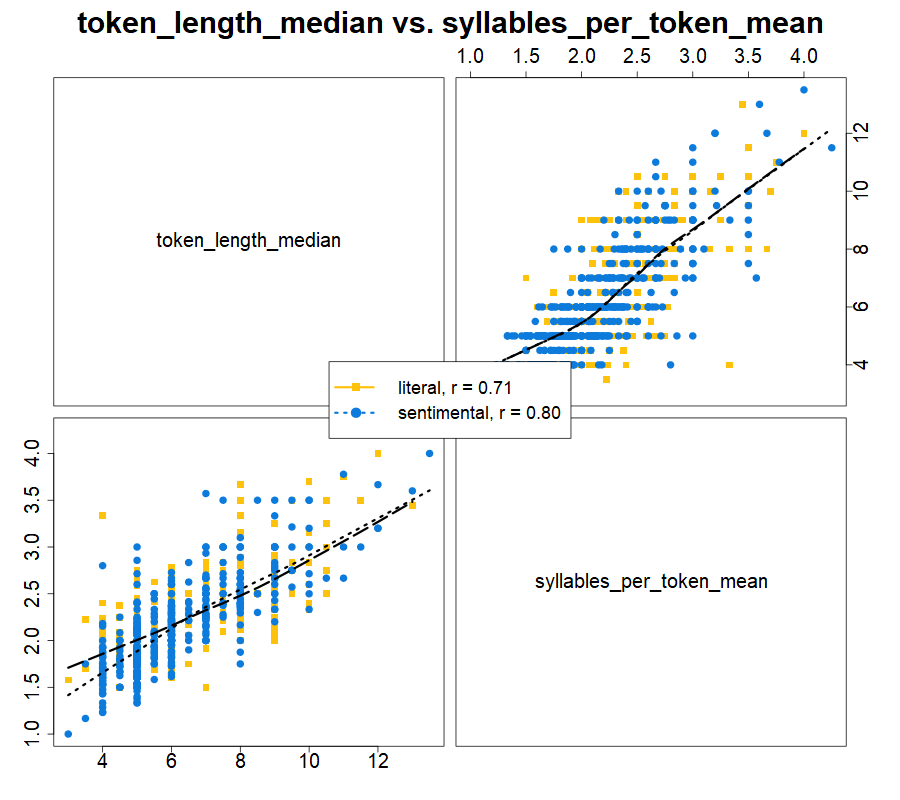 token_length_median vs. syllables_per_token_mean
1.0 1.5 2.0 2.5 3.0 3.5 4.0
token_length_median
12
10
8
6
4
literal, r = 0.71
sentimental, r = 0.80
4.0
3.5
3.0
2.5
2.0
1.5
1.0
syllables_per_token_mean
4 6 8 10 12